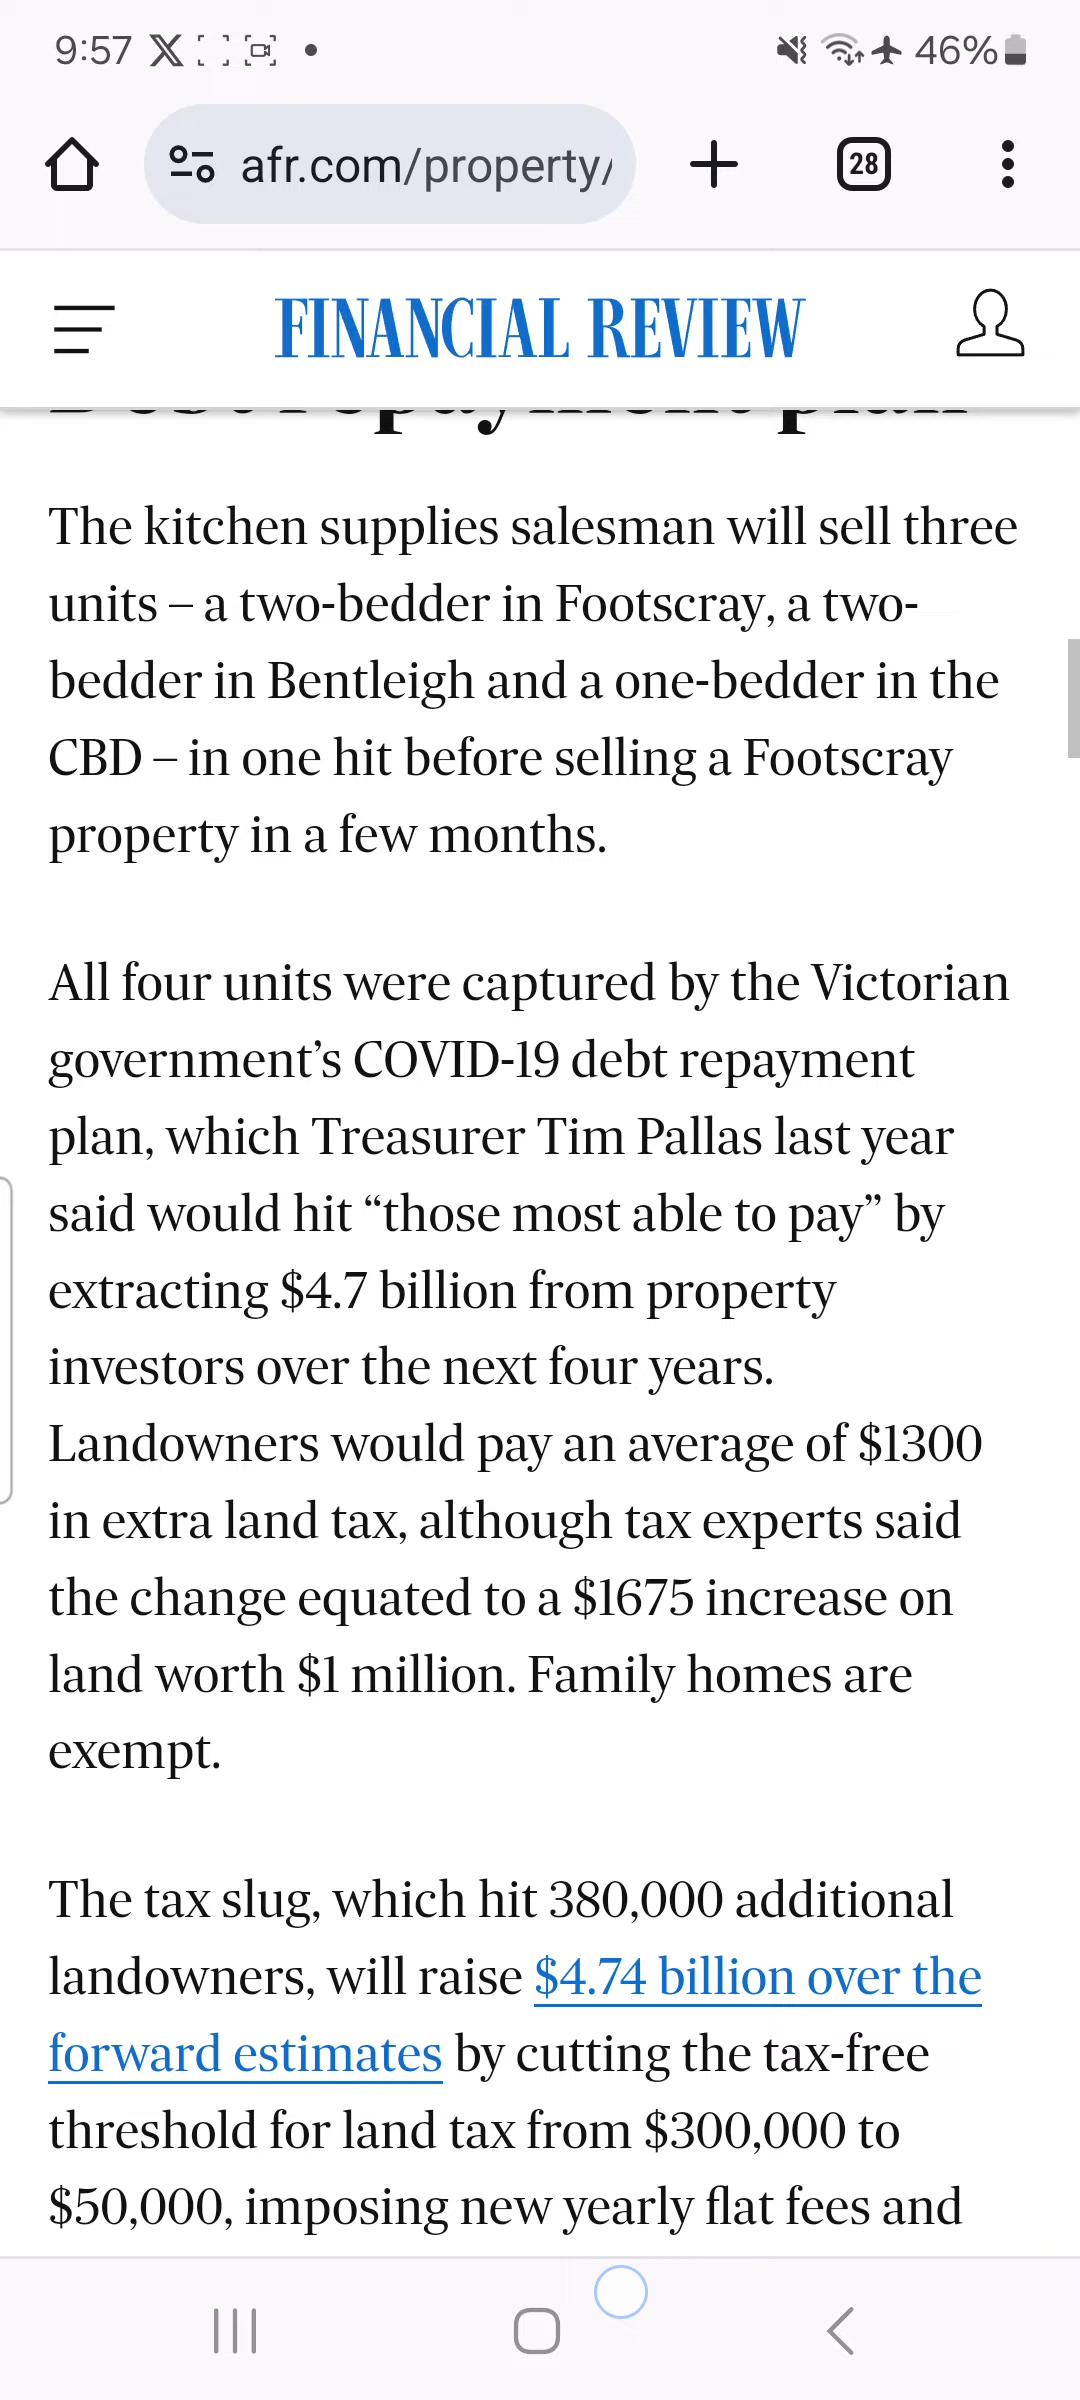 9:57
46%
afr.com/property/
28
FINANCIAL REVIEW
Debt repayment plan
The kitchen supplies salesman will sell three
units – a two-bedder in Footscray, a two-
bedder in Bentleigh and a one-bedder in the
CBD – in one hit before selling a Footscray
property in a few months.
All four units were captured by the Victorian
government’s COVID-19 debt repayment
plan, which Treasurer Tim Pallas last year
said would hit “those most able to pay” by
extracting $4.7 billion from property
investors over the next four years.
Landowners would pay an average of $1300
in extra land tax, although tax experts said
the change equated to a $1675 increase on
land worth $1 million. Family homes are
exempt.
The tax slug, which hit 380,000 additional
landowners, will raise $4.74 billion over the
forward estimates by cutting the tax-free
threshold for land tax from $300,000 to
$50,000, imposing new yearly flat fees and